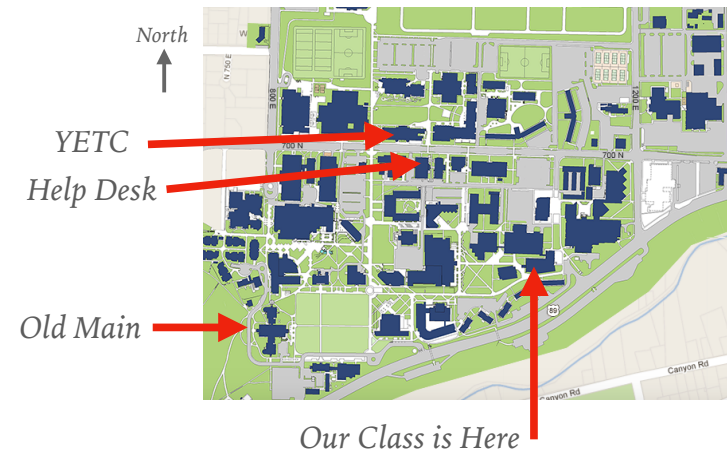 North
W
N 750 E
800 E
1200 E
YETC
700 N
700 N
Help Desk
89
Old Main
Canyon Rd
Canyon Rd
Our Class is Here